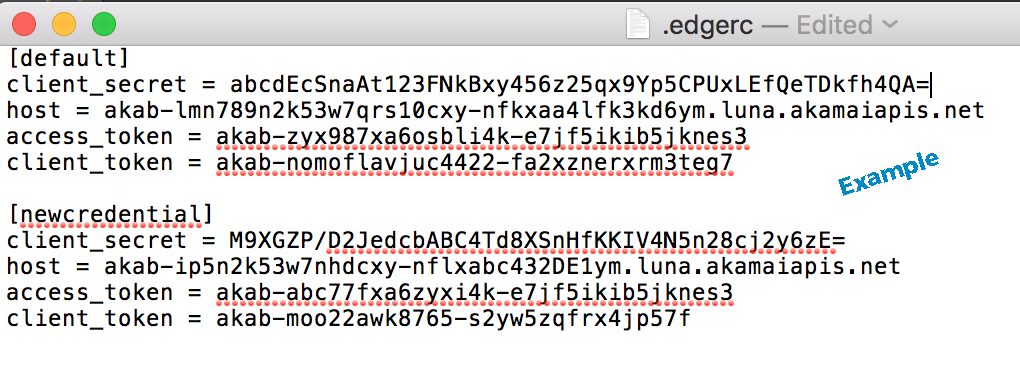 .edgerc — Edited
[default]
client_secret = abcdEcSnaAt123FNkBxy456z25qx9Yp5CPUxLEfQeTDkfh4QA=
host = akab-lmn789n2k53w7qrs10cxy-nfkxaa4lfk3kd6ym.luna.akamaiapis.net
access_token = akab-zyx987xa6osbli4k-e7jf5ikib5jknes3
client_token = akab-nomoflavjuc4422-fa2xznerxrm3teg7
Example
[newcredential]
client_secret = M9XGZP/D2JedcbABC4Td8XSnHfKKIV4N5n28cj2y6zE=
host = akab-ip5n2k53w7nhdcxy-nflxabc432DE1ym.luna.akamaiapis.net
access_token = akab-abc77fxa6zyxi4k-e7jf5ikib5jknes3
client_token = akab-moo22awk8765-s2yw5zqfrx4jp57f